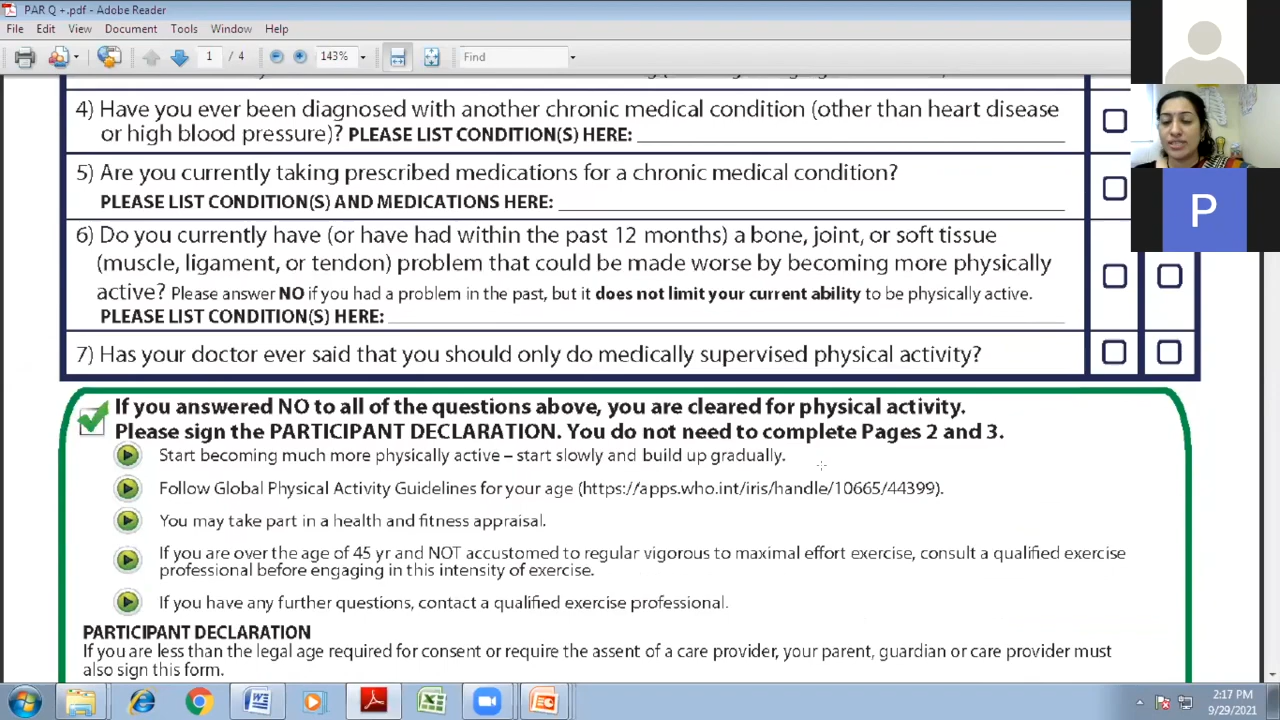 PAR Q +.pdf - Adobe Reader
File Edit View Document Tools Window Help
1 / 4 143% Find
4) Have you ever been diagnosed with another chronic medical condition (other than heart disease
or high blood pressure)? PLEASE LIST CONDITION(S) HERE:
5) Are you currently taking prescribed medications for a chronic medical condition?
PLEASE LIST CONDITION(S) AND MEDICATIONS HERE:
P
6) Do you currently have (or have had within the past 12 months) a bone, joint, or soft tissue
(muscle, ligament, or tendon) problem that could be made worse by becoming more physically
active? Please answer NO if you had a problem in the past, but it does not limit your current ability to be physically active.
PLEASE LIST CONDITION(S) HERE:
7) Has your doctor ever said that you should only do medically supervised physical activity?
If you answered NO to all of the questions above, you are cleared for physical activity.
Please sign the PARTICIPANT DECLARATION. You do not need to complete Pages 2 and 3.
Start becoming much more physically active – start slowly and build up gradually.
Follow Global Physical Activity Guidelines for your age (https://apps.who.int/iris/handle/10665/44399).
You may take part in a health and fitness appraisal.
If you are over the age of 45 yr and NOT accustomed to regular vigorous to maximal effort exercise, consult a qualified exercise
professional before engaging in this intensity of exercise.
If you have any further questions, contact a qualified exercise professional.
PARTICIPANT DECLARATION
If you are less than the legal age required for consent or require the assent of a care provider, your parent, guardian or care provider must
also sign this form.
2:17 PM
9/29/2021